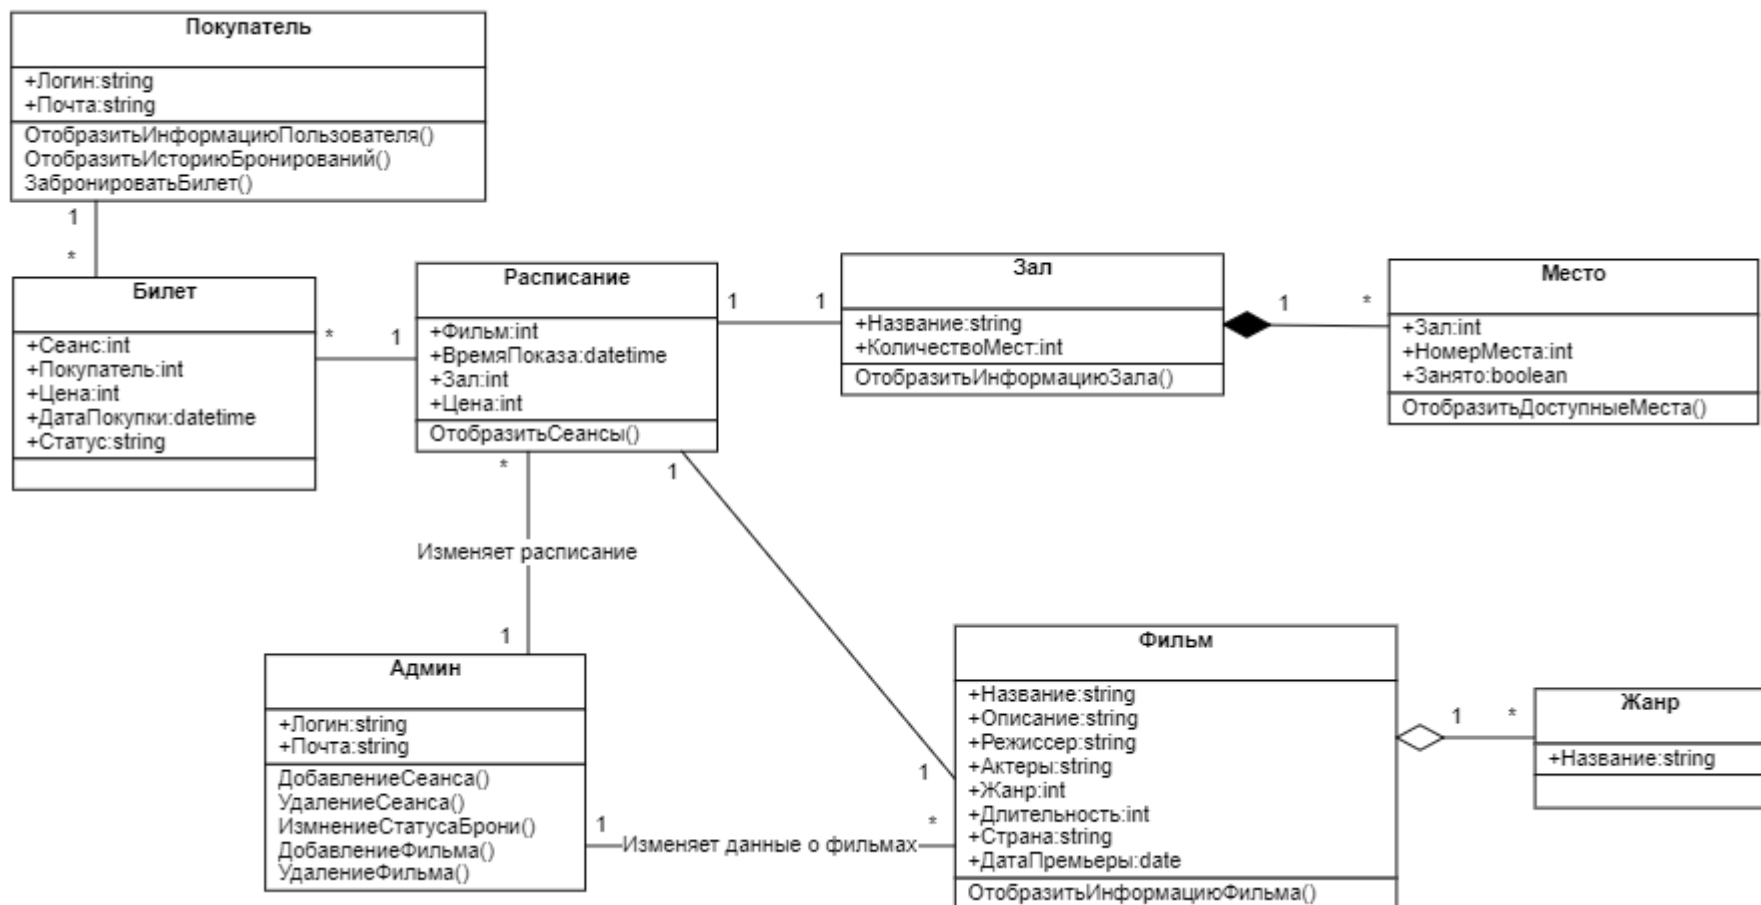 Покупатель
+Логин:string
+Почта:string
ОтобразитьИнформациюПользователя()
ОтобразитьИсториюБронирований()
ЗабронироватьБилет()
1
*
Билет
+Сеанс:int
+Покупатель:int
+Цена:int
+ДатаПокупки:datetime
+Статус:string
*
1
Расписание
+Фильм:int
+ВремяПоказа:datetime
+Зал:int
+Цена:int
ОтобразитьСеансы()
1
1
Зал
+Название:string
+КоличествоМест:int
ОтобразитьИнформациюЗала()
1
*
Место
+Зал:int
+НомерМеста:int
+Занято:boolean
ОтобразитьДоступныеМеста()
*
1
Изменяет расписание
1
Админ
+Логин:string
+Почта:string
ДобавлениеСеанса()
УдалениеСеанса()
ИзмнениеСтатусаБрони()
ДобавлениеФильма()
УдалениеФильма()
1
Изменяет данные о фильмах
*
1
Фильм
+Название:string
+Описание:string
+Режиссер:string
+Актеры:string
+Жанр:int
+Длительность:int
+Страна:string
+ДатаПремьеры:date
ОтобразитьИнформациюФильма()
1
*
Жанр
+Название:string